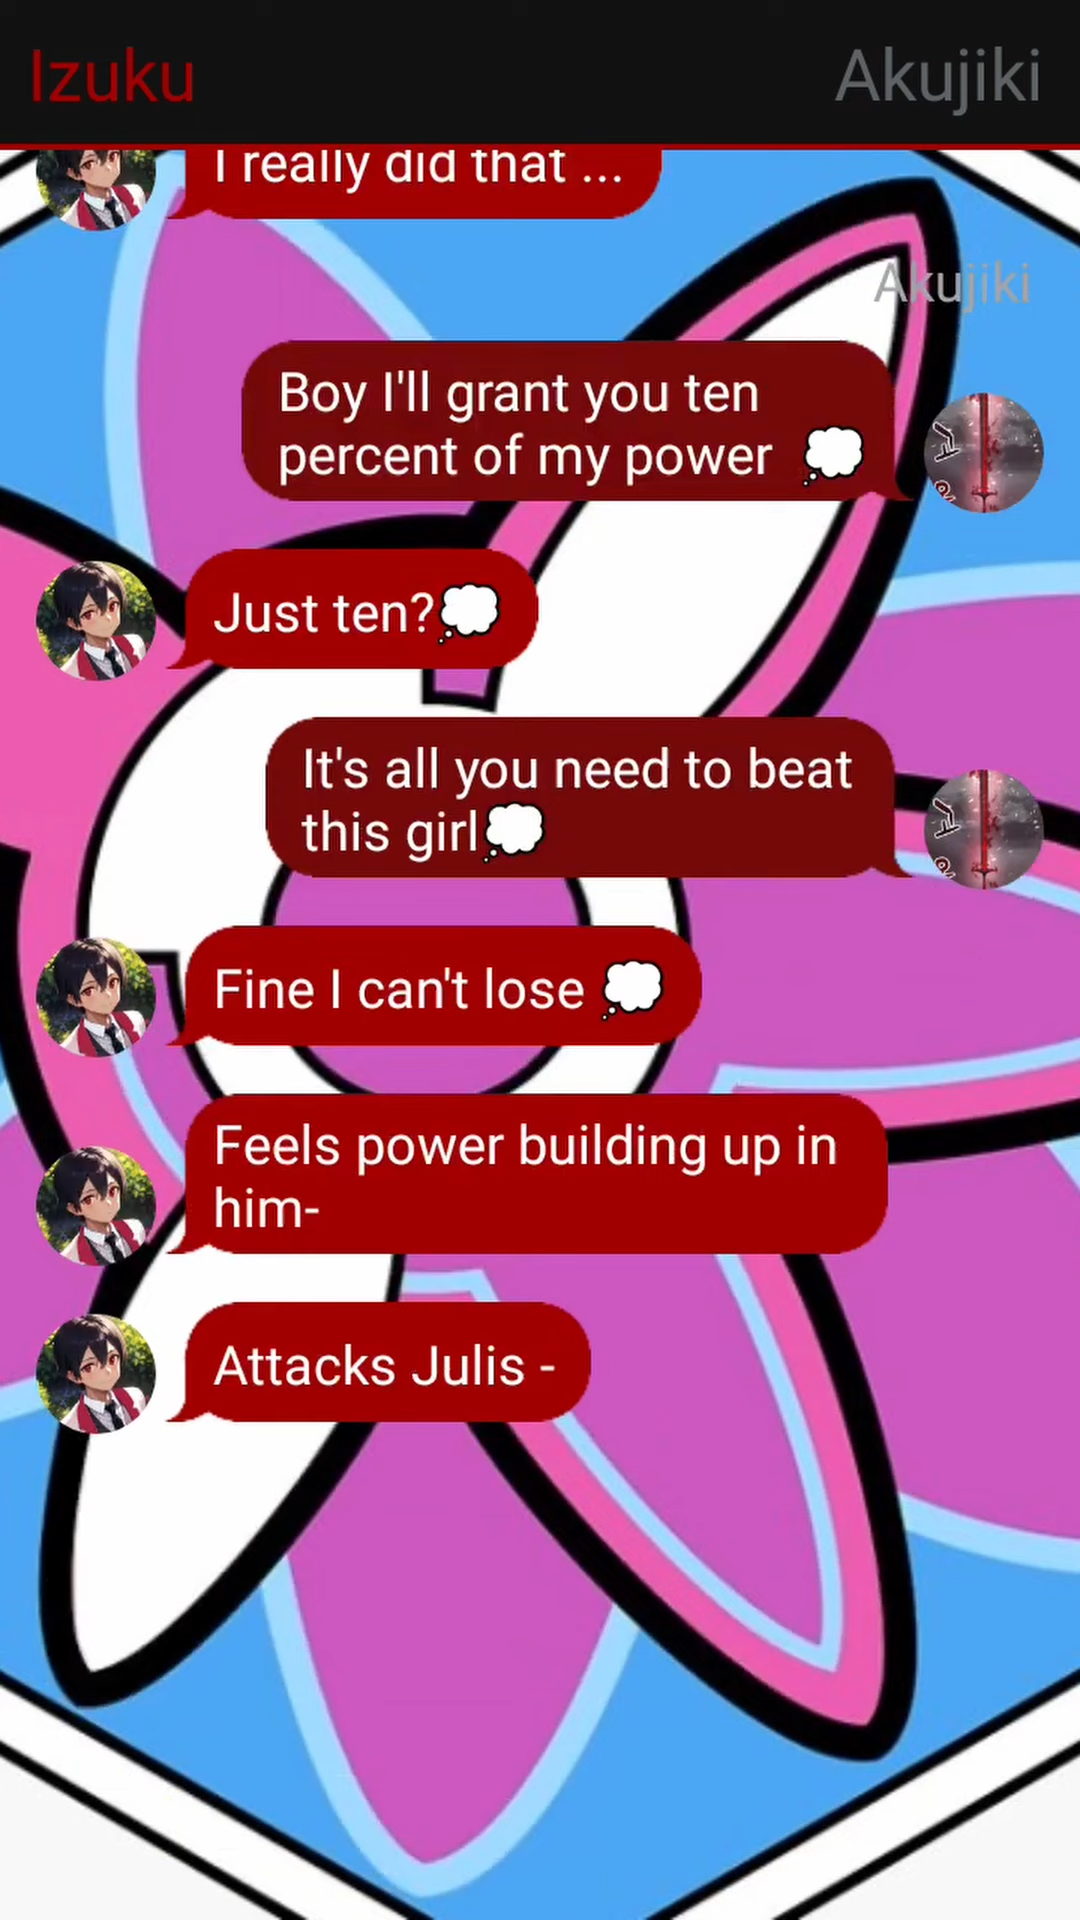 Izuku
Akujiki
I really did that ...
Akujiki
Boy I'll grant you ten
percent of my power 💭
Just ten?💭
It's all you need to beat
this girl💭
Fine I can't lose 💭
Feels power building up in
him-
Attacks Julis -